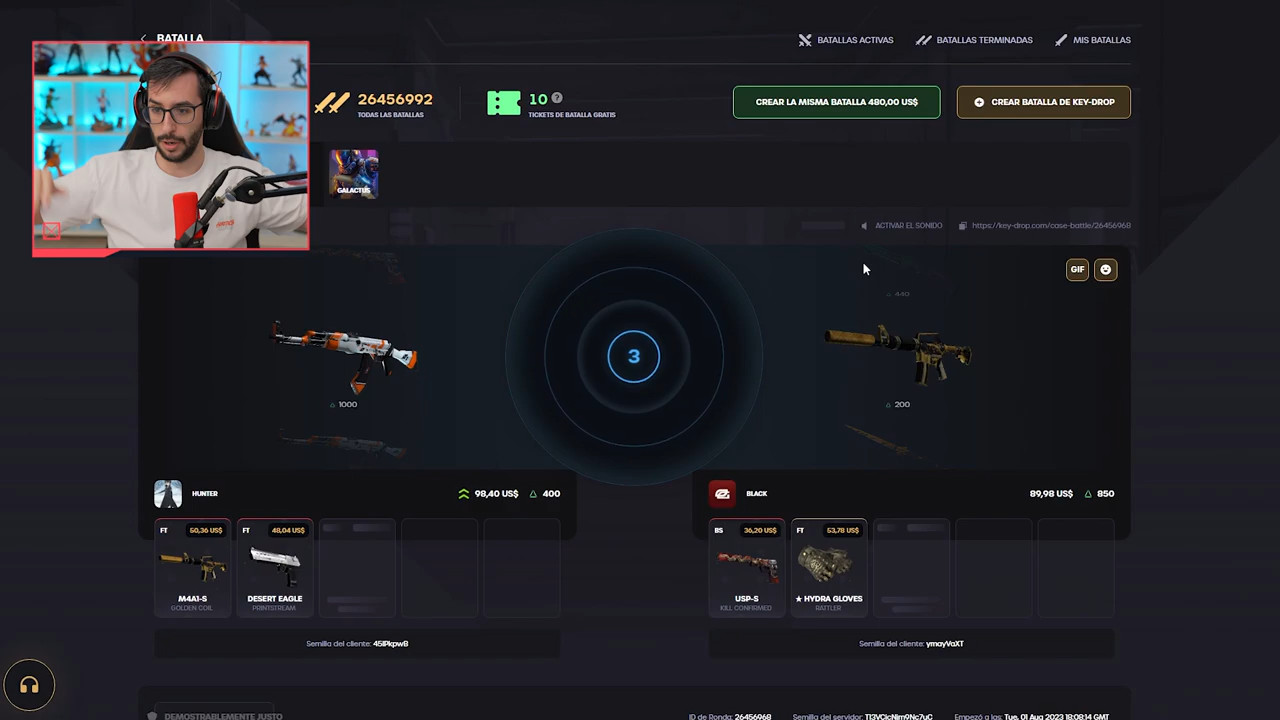 BATALLA
BATALLAS ACTIVAS
BATALLAS TERMINADAS
MIS BATALLAS
26456992
TODAS LAS BATALLAS
10 ?
TICKETS DE BATALLA GRATIS
CREAR LA MISMA BATALLA 480,00 US$
CREAR BATALLA DE KEY-DROP
GALACTUS
ACTIVAR EL SONIDO
https://key-drop.com/case-battle/26456968
GIF
440
3
1000
200
HUNTER
98,40 US$
400
BLACK
89,98 US$
850
FT 50,36 US$
FT 48,04 US$
BS 36,20 US$
FT 53,78 US$
M4A1-S
GOLDEN COIL
DESERT EAGLE
PRINTSTREAM
USP-S
KILL CONFIRMED
★ HYDRA GLOVES
RATTLER
Semilla del cliente:
Semilla del cliente: ymayVaXT
DEMOSTRABLEMENTE JUSTO
ID de Ronda: 26456968
Semilla del servidor:
Empezó a las: Tue, 01 Aug 2023 18:08:14 GMT